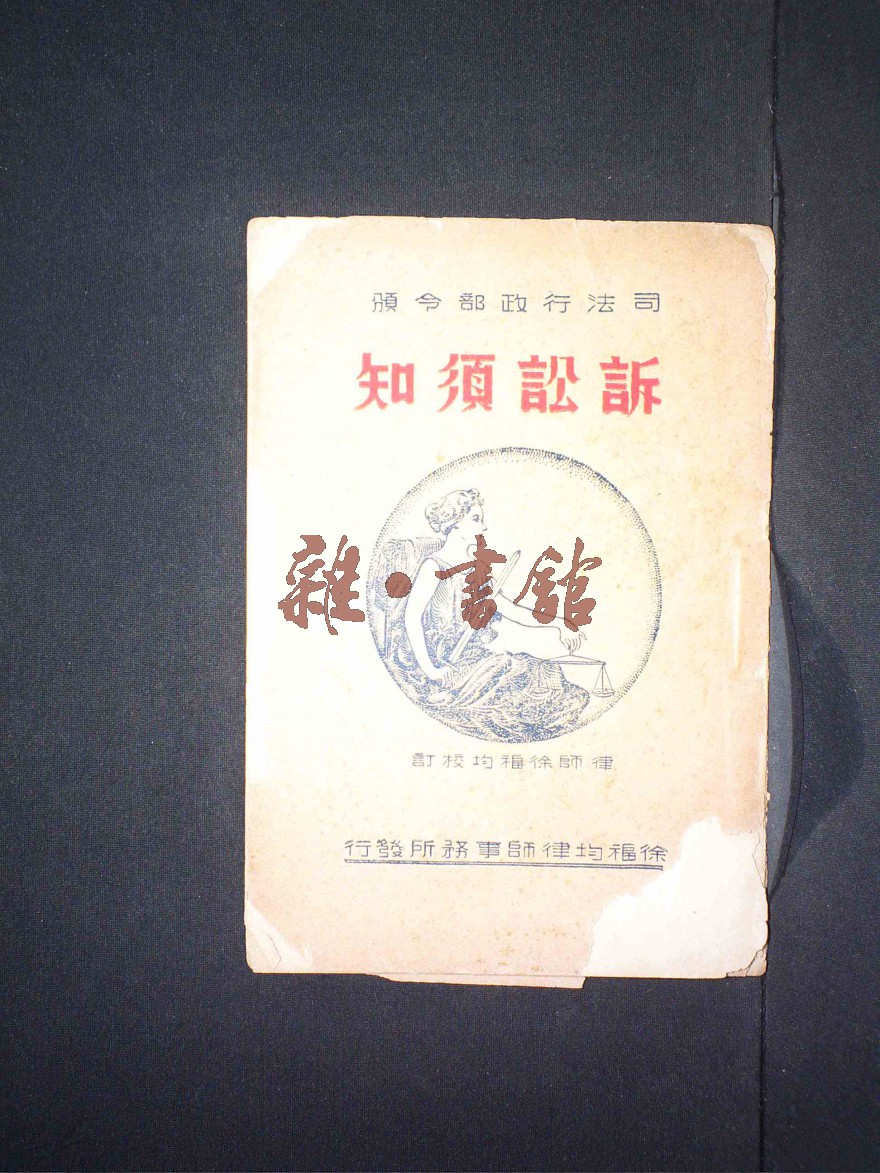 司法行政部令頒
訴訟須知
雜·書館
律師徐福均校訂
徐福均律師事務所發行